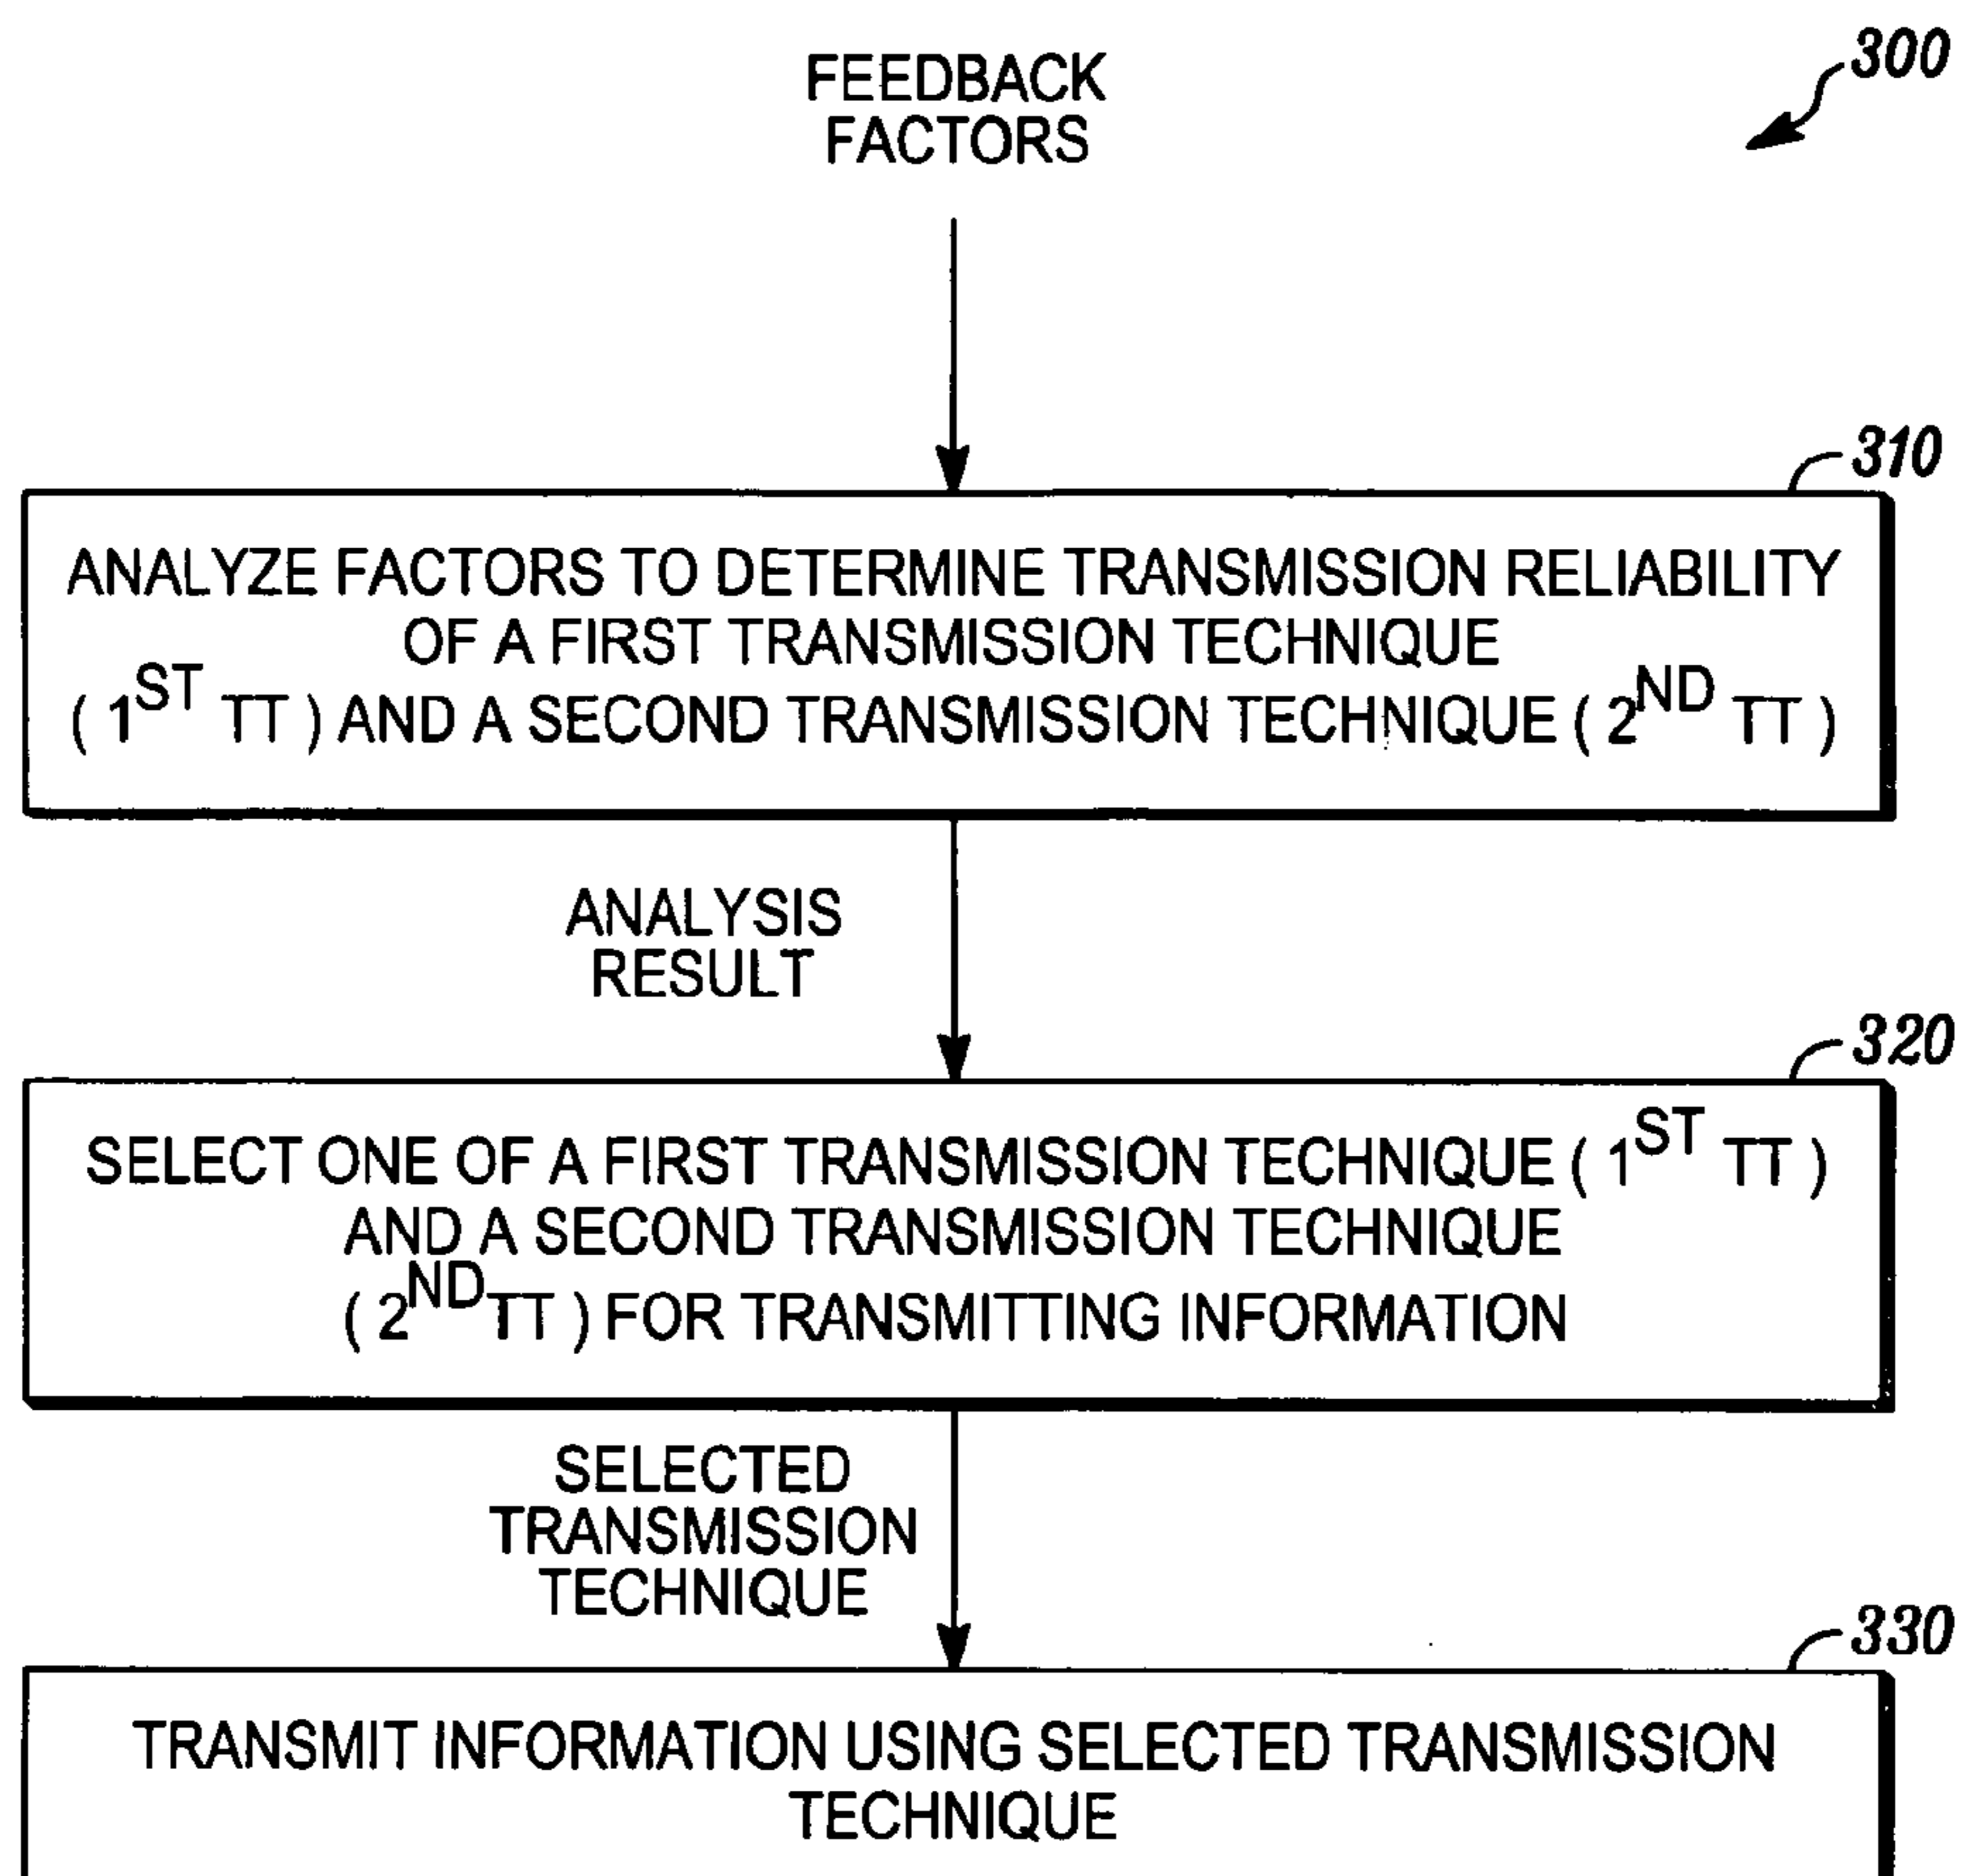 FEEDBACK
FACTORS
300
310
ANALYZE FACTORS TO DETERMINE TRANSMISSION RELIABILITY
OF A FIRST TRANSMISSION TECHNIQUE
( 1ST TT ) AND A SECOND TRANSMISSION TECHNIQUE ( 2ND TT )
ANALYSIS
RESULT
320
SELECT ONE OF A FIRST TRANSMISSION TECHNIQUE ( 1ST TT )
AND A SECOND TRANSMISSION TECHNIQUE
( 2ND TT ) FOR TRANSMITTING INFORMATION
SELECTED
TRANSMISSION
TECHNIQUE
330
TRANSMIT INFORMATION USING SELECTED TRANSMISSION
TECHNIQUE